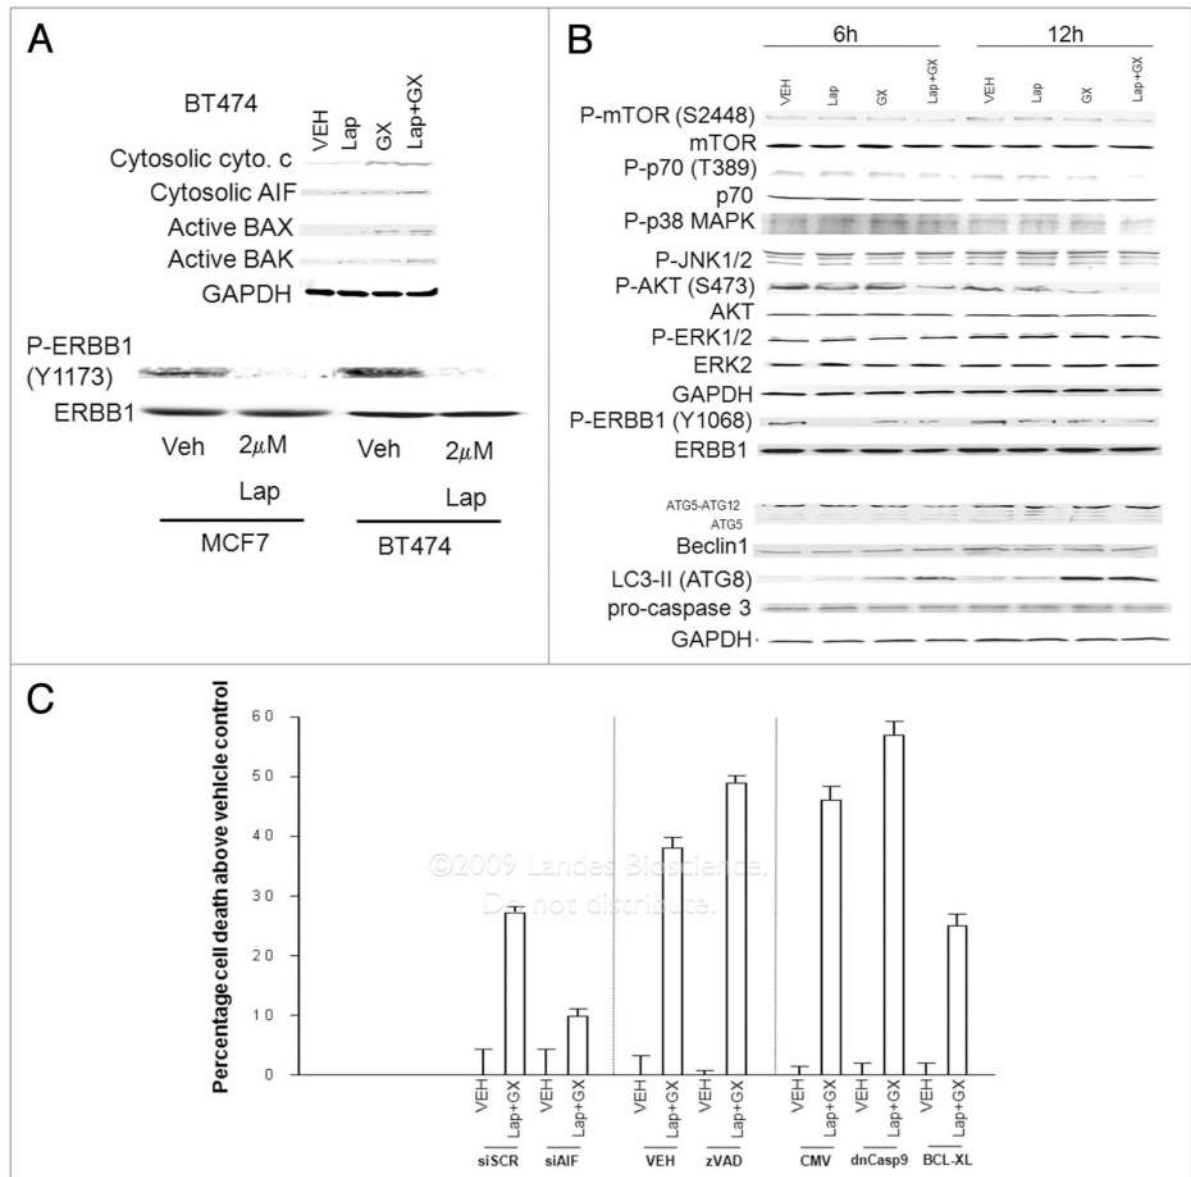 A
BT474
VEH
Lap
GX
Lap+GX
Cytosolic cyto. c
Cytosolic AIF
Active BAX
Active BAK
GAPDH
P-ERBB1
(Y1173)
ERBB1
Veh 2μM Veh 2μM
Lap Lap
MCF7 BT474
B
6h 12h
VEH Lap GX Lap+GX VEH Lap GX Lap+GX
P-mTOR (S2448)
mTOR
P-p70 (T389)
p70
P-p38 MAPK
P-JNK1/2
P-AKT (S473)
AKT
P-ERK1/2
ERK2
GAPDH
P-ERBB1 (Y1068)
ERBB1
ATG5-ATG12
ATG5
Beclin1
LC3-II (ATG8)
pro-caspase 3
GAPDH
C
Percentage cell death above vehicle control
60
50
40
30
20
10
0
©2009 Landes Bioscience.
Do not distribute.
VEH Lap+GX VEH Lap+GX VEH Lap+GX VEH Lap+GX VEH Lap+GX VEH Lap+GX VEH Lap+GX
siSCR siAIF VEH zVAD CMV dnCasp9 BCL-XL